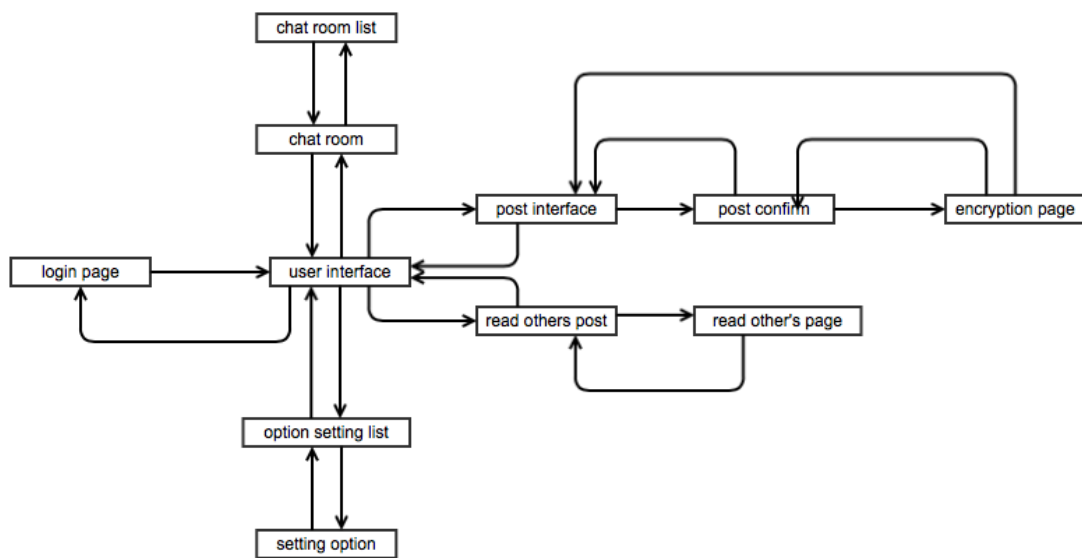 chat room list
chat room
post interface
post confirm
encryption page
login page
user interface
read others post
read other's page
option setting list
setting option